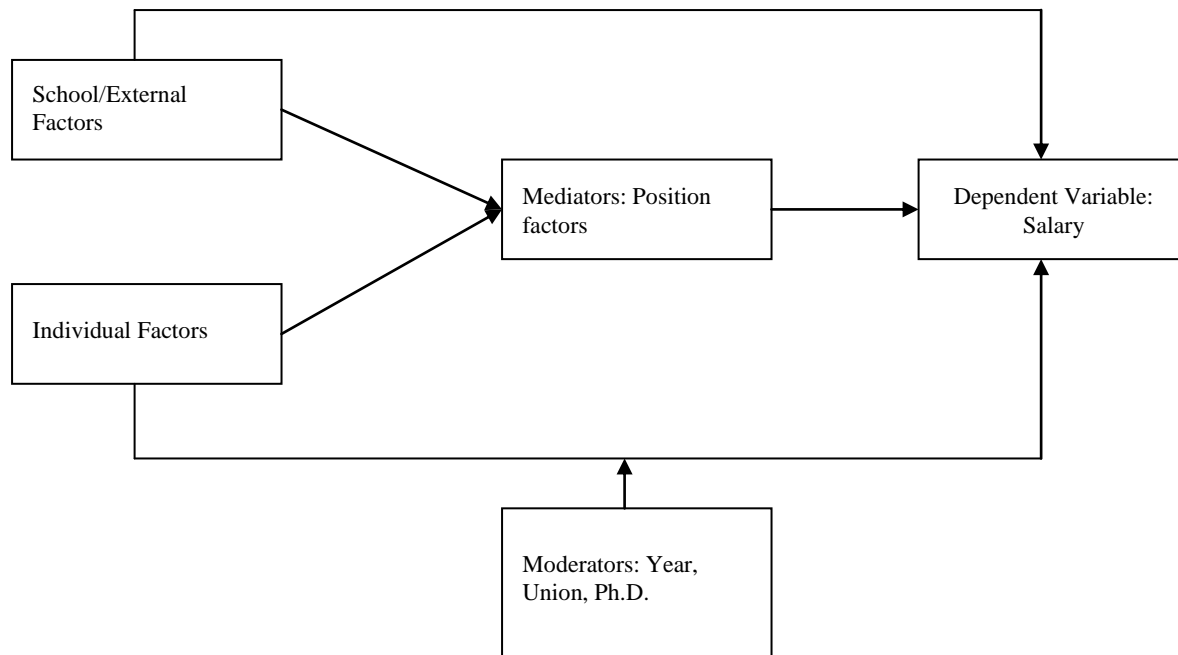 School/External
Factors
Mediators: Position
factors
Dependent Variable:
Salary
Individual Factors
Moderators: Year,
Union, Ph.D.